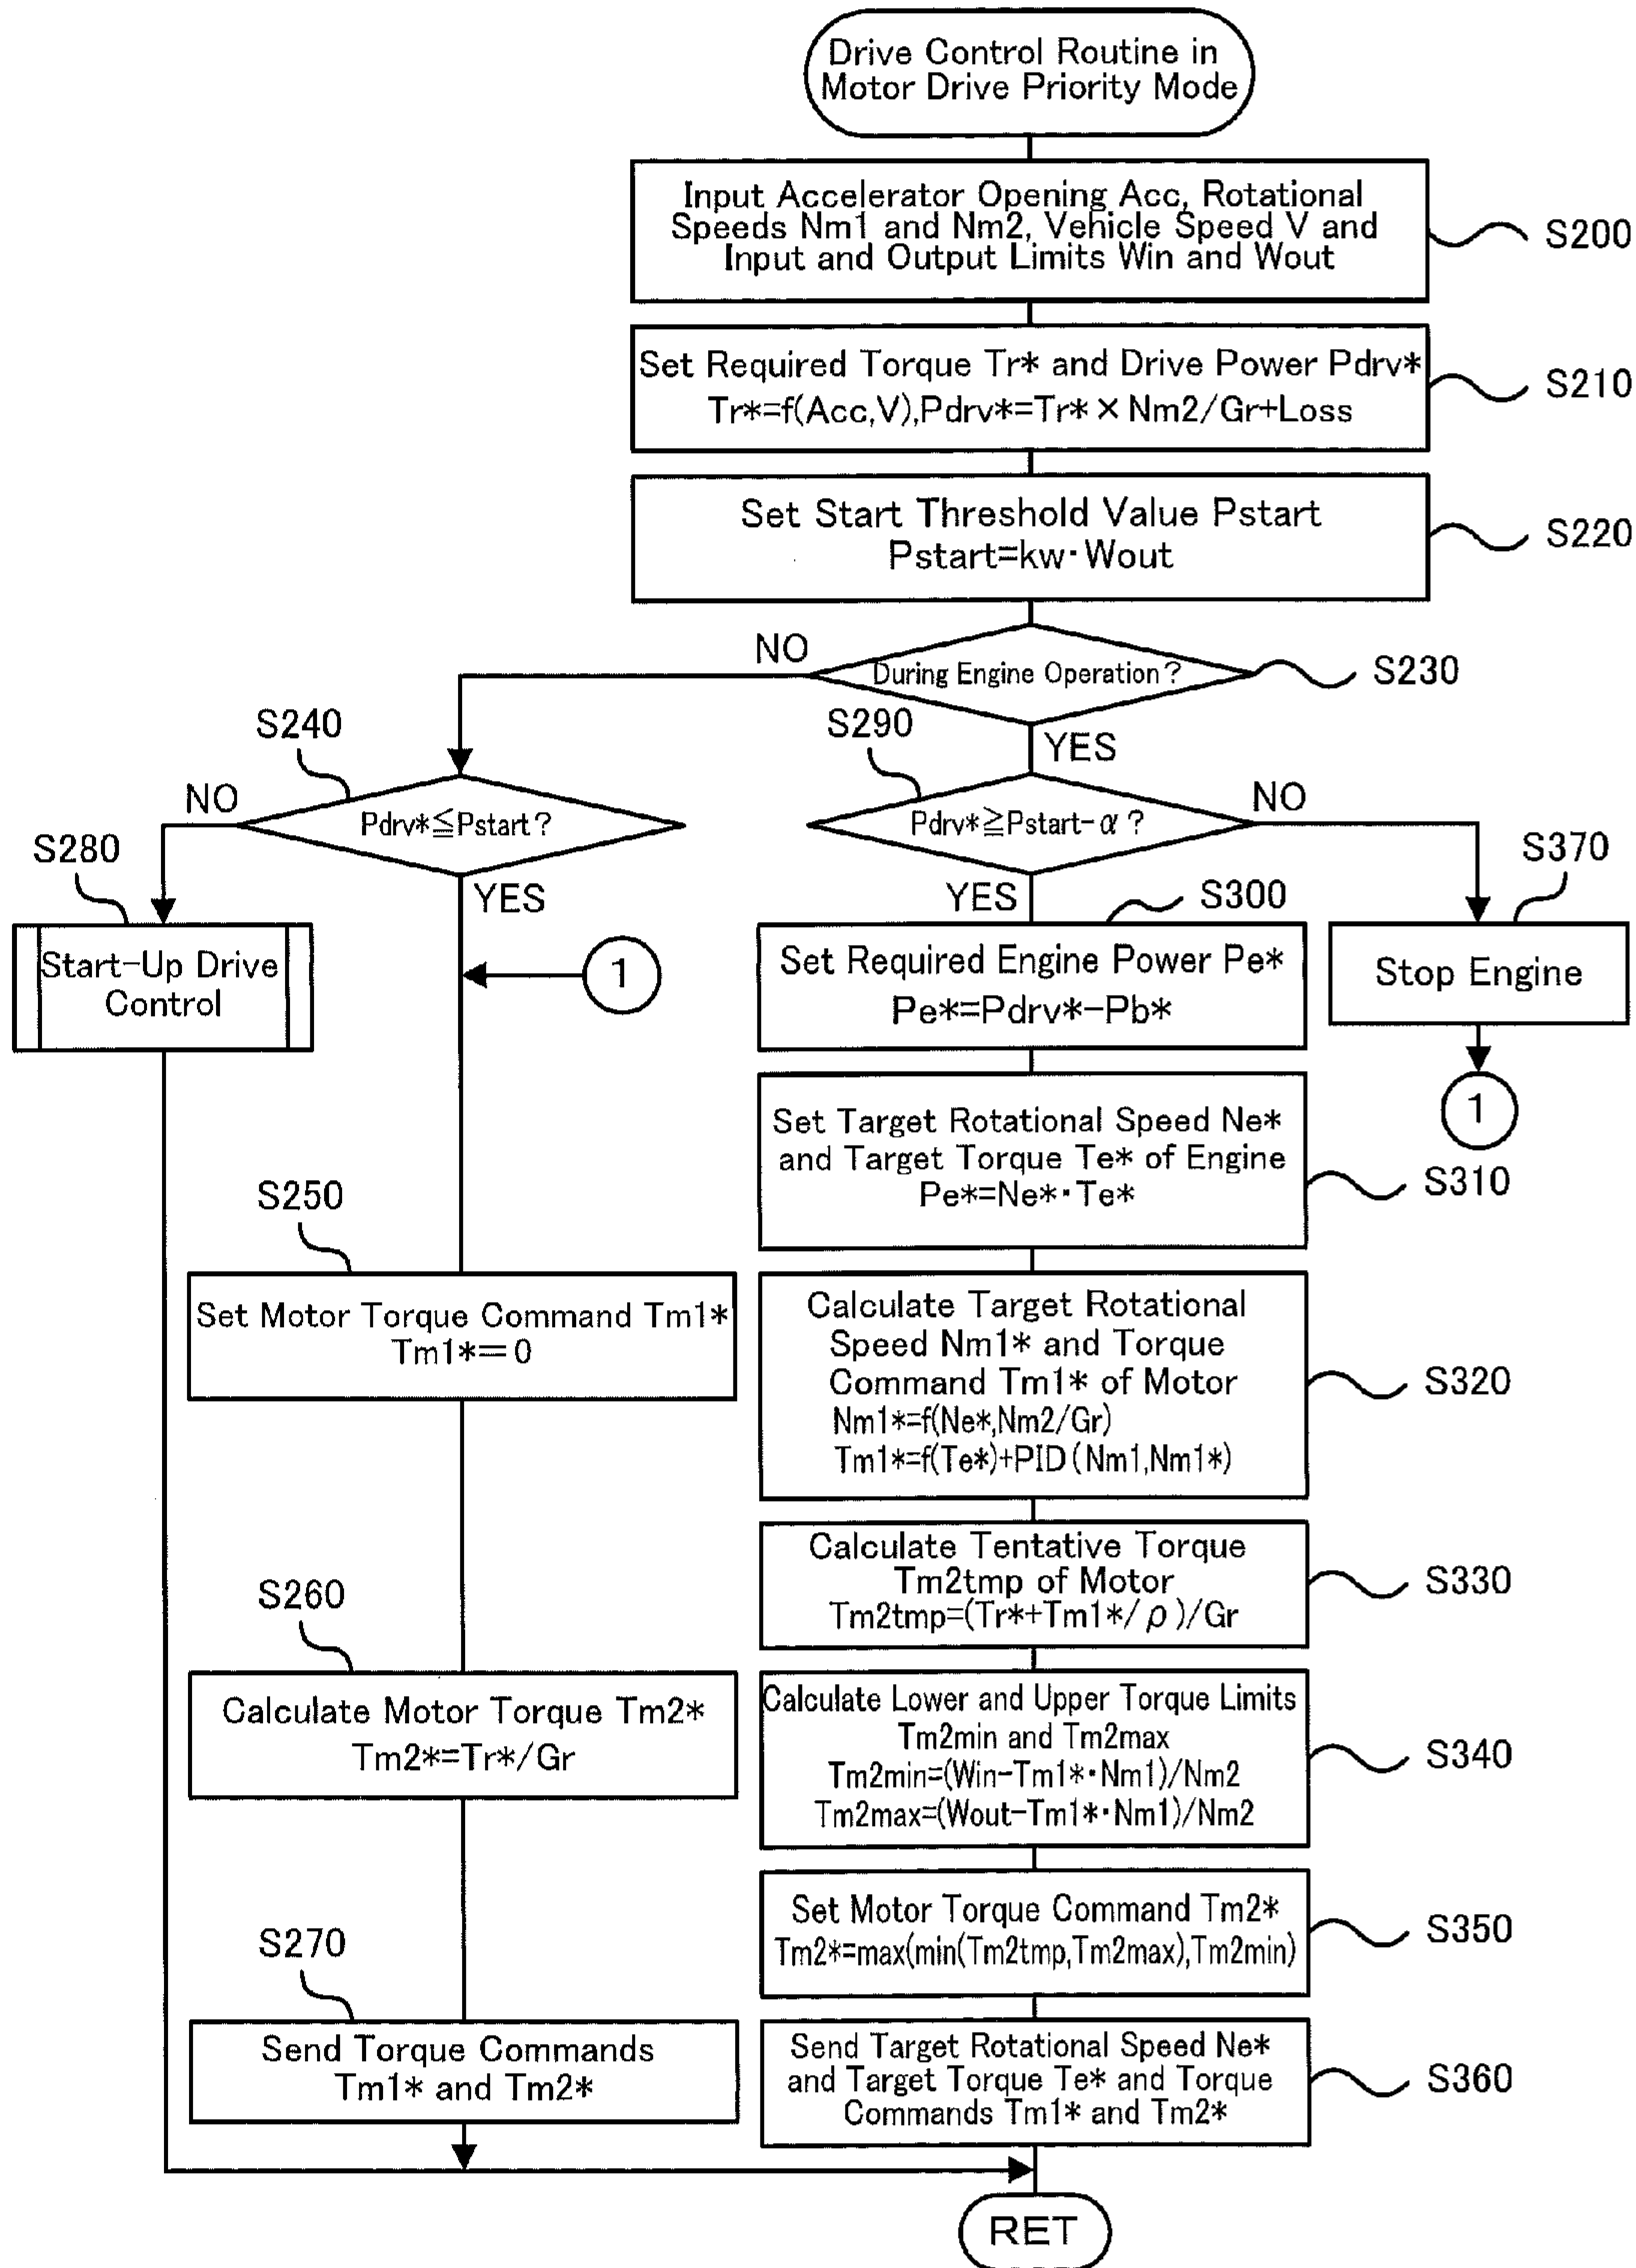 Drive Control Routine in
Motor Drive Priority Mode
Input Accelerator Opening Acc, Rotational
Speeds Nm1 and Nm2, Vehicle Speed V and
Input and Output Limits Win and Wout
S200
Set Required Torque Tr* and Drive Power Pdrv*
Tr*=f(Acc,V),Pdrv*=Tr*×Nm2/Gr+Loss
S210
Set Start Threshold Value Pstart
Pstart=kw·Wout
S220
During Engine Operation?
S230
NO
YES
S240
Pdrv*≦Pstart?
NO
YES
S280
Start-Up Drive
Control
1
S250
Set Motor Torque Command Tm1*
Tm1*=0
S260
Calculate Motor Torque Tm2*
Tm2*=Tr*/Gr
S270
Send Torque Commands
Tm1* and Tm2*
S290
Pdrv*≧Pstart-α?
NO
YES
S370
Stop Engine
1
S300
Set Required Engine Power Pe*
Pe*=Pdrv*-Pb*
Set Target Rotational Speed Ne*
and Target Torque Te* of Engine
Pe*=Ne*·Te*
S310
Calculate Target Rotational
Speed Nm1* and Torque
Command Tm1* of Motor
Nm1*=f(Ne*,Nm2/Gr)
Tm1*=f(Te*)+PID(Nm1,Nm1*)
S320
Calculate Tentative Torque
Tm2tmp of Motor
Tm2tmp=(Tr*+Tm1*/ρ)/Gr
S330
Calculate Lower and Upper Torque Limits
Tm2min and Tm2max
Tm2min=(Win-Tm1*·Nm1)/Nm2
Tm2max=(Wout-Tm1*·Nm1)/Nm2
S340
Set Motor Torque Command Tm2*
Tm2*=max(min(Tm2tmp,Tm2max),Tm2min)
S350
Send Target Rotational Speed Ne*
and Target Torque Te* and Torque
Commands Tm1* and Tm2*
S360
RET